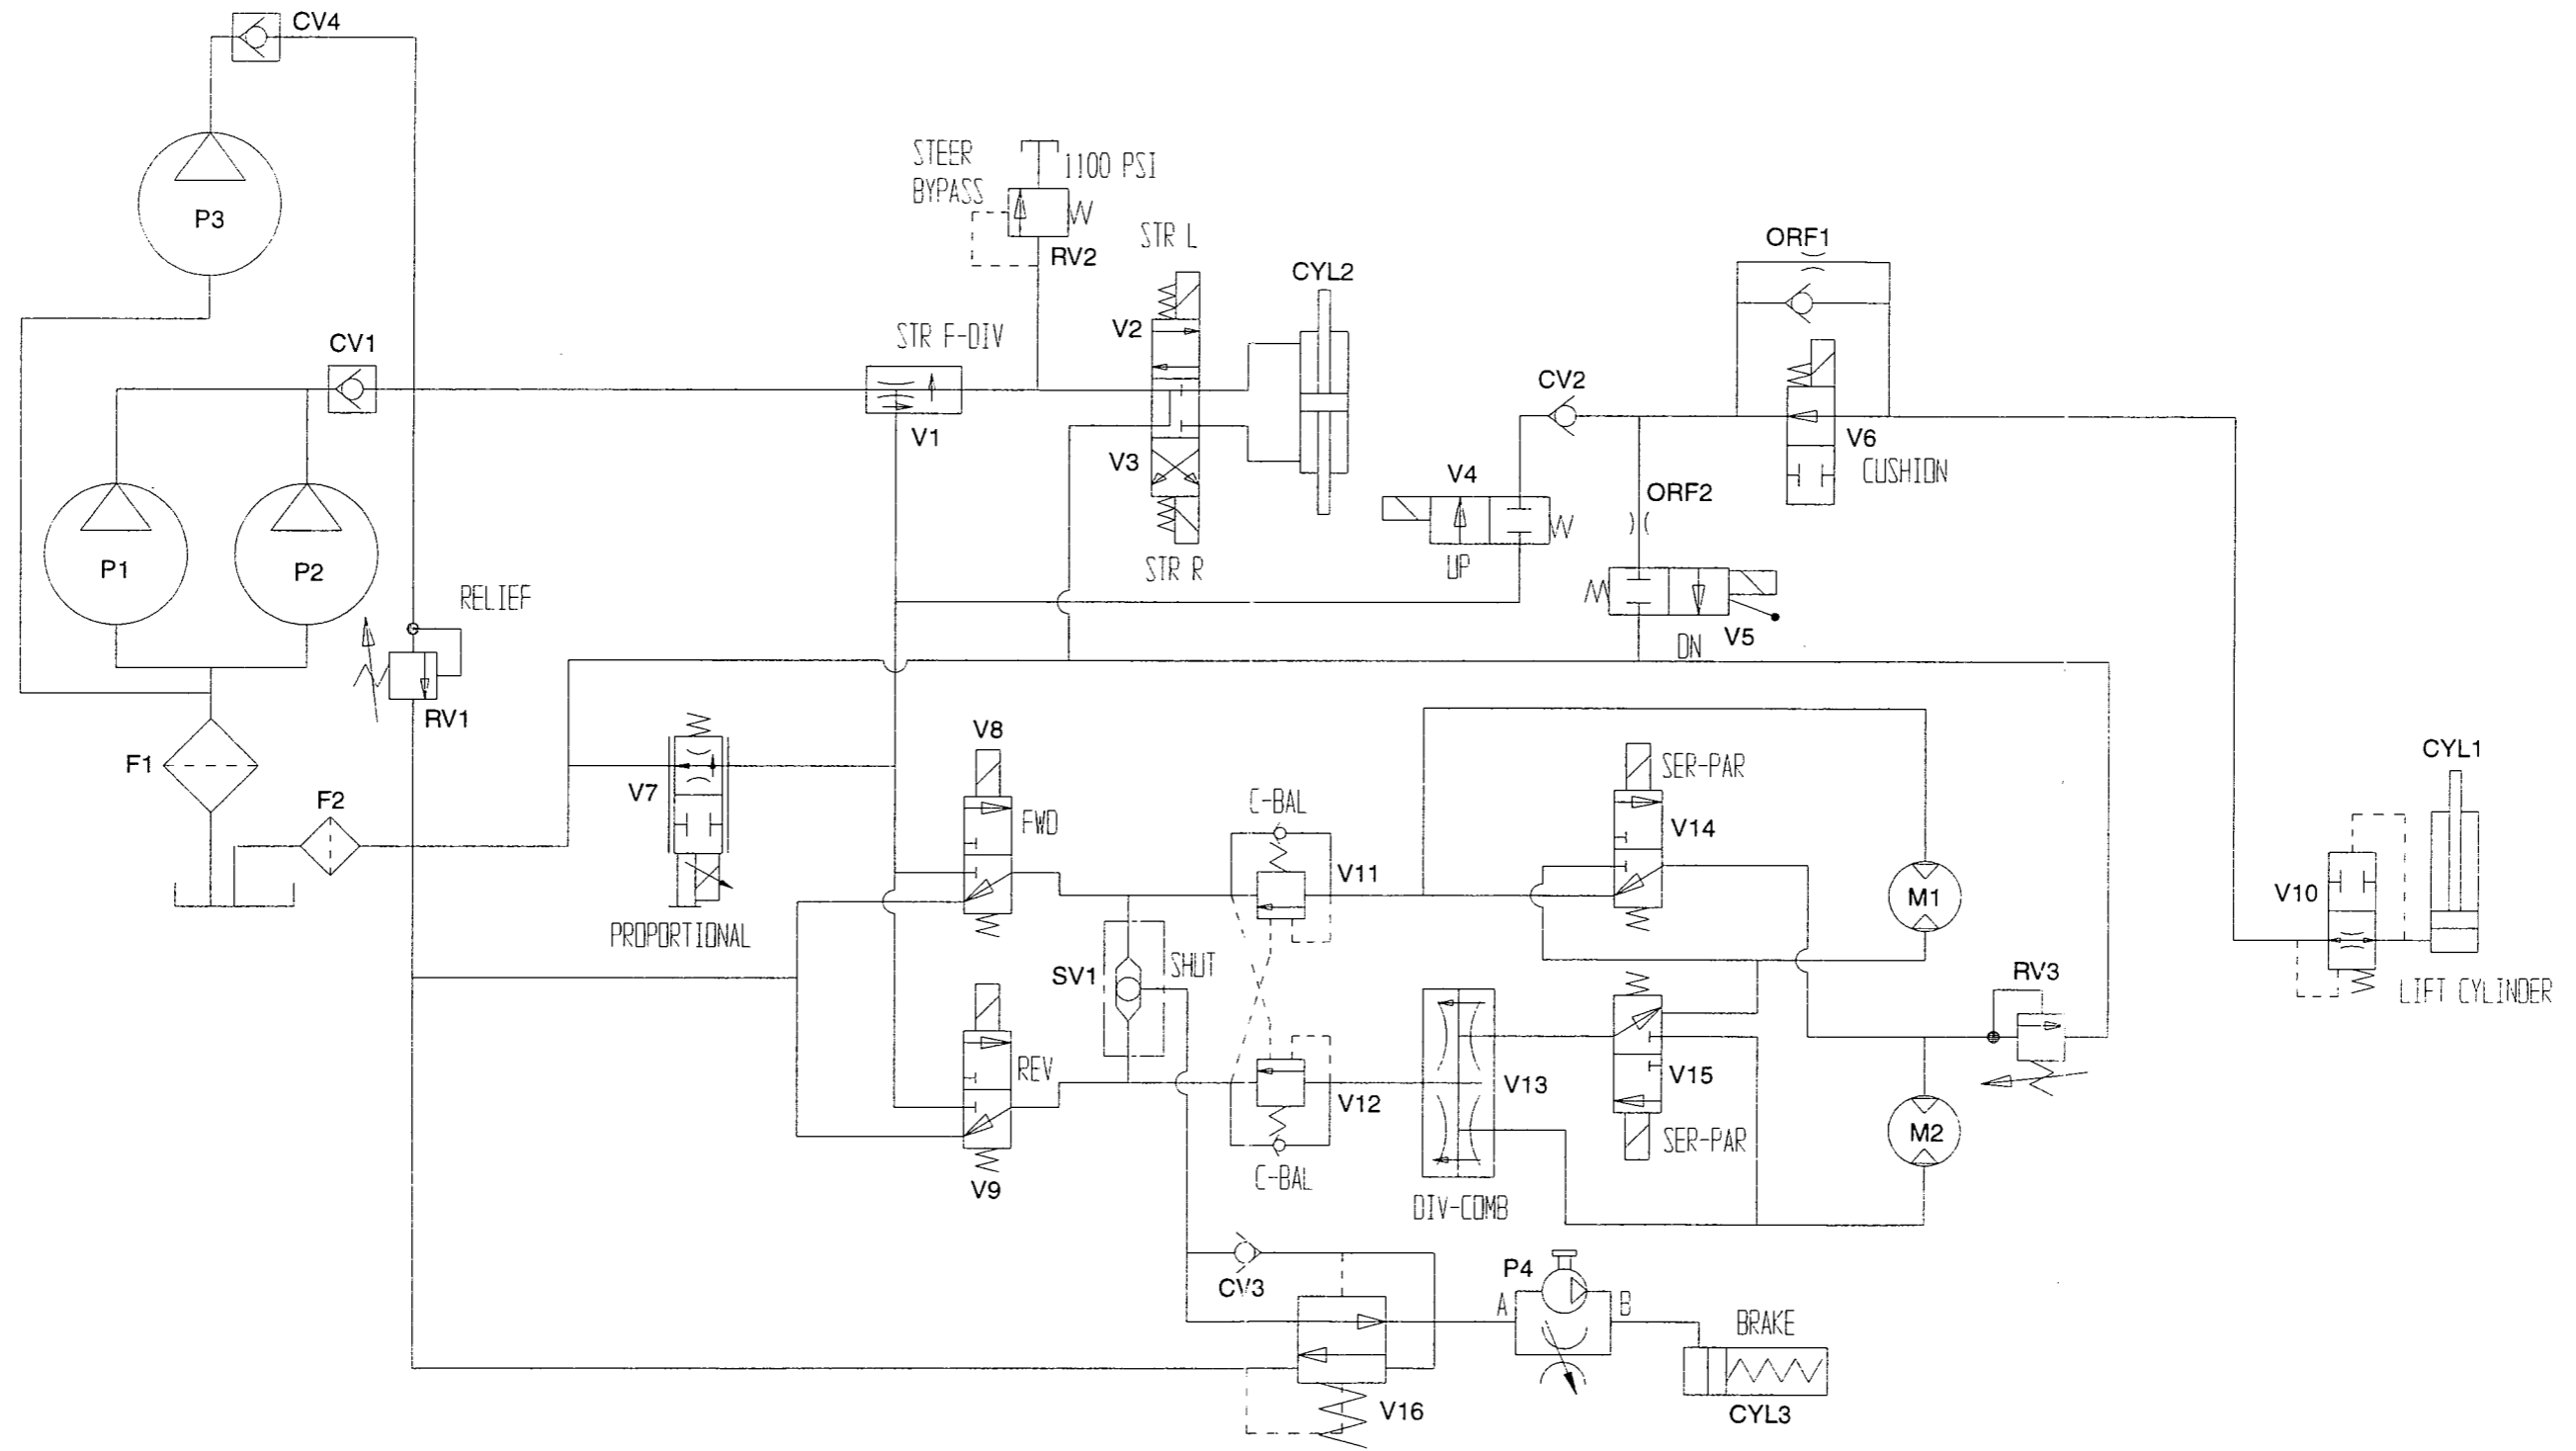 CV4
P3
STEER
BYPASS
1100 PSI
RV2
STR L
CYL2
ORF1
CV1
STR F-DIV
V2
V1
V3
CV2
V6
CUSHION
V4
ORF2
P1
P2
RELIEF
STR R
UP
V5
DN
RV1
F1
F2
V7
V8
FWD
PROPORTIONAL
C-BAL
V11
SER-PAR
V14
M1
CYL1
V10
SV1
SHUT
RV3
LIFT CYLINDER
REV
V9
V12
C-BAL
V13
V15
SER-PAR
M2
DIV-COMB
CV3
P4
A
B
BRAKE
V16
CYL3